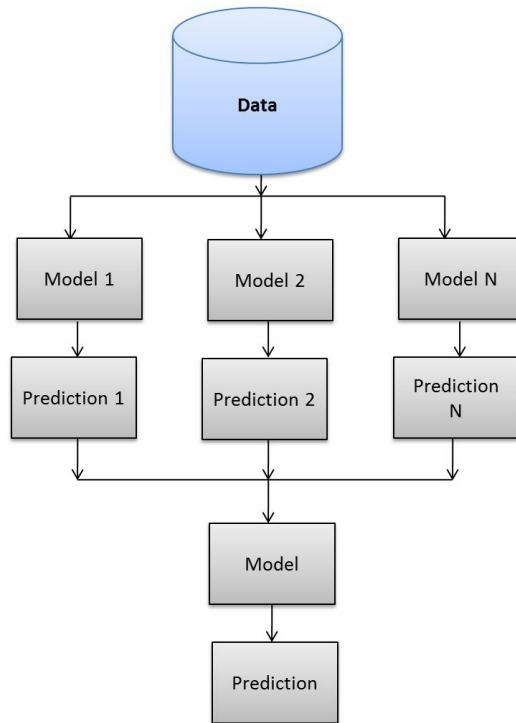 Data
Model 1
Model 2
Model N
Prediction 1
Prediction 2
Prediction
N
Model
Prediction